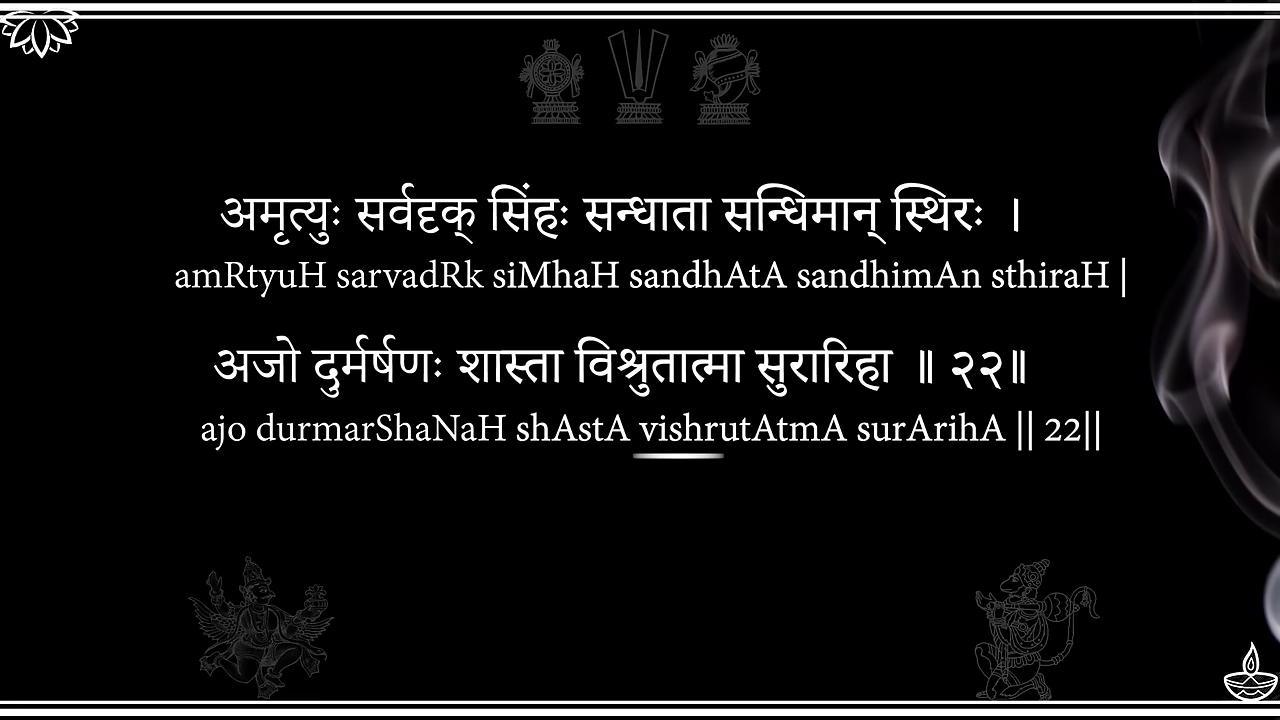 अमृत्युः सर्वदृक् सिंहः सन्धाता सन्धिमान् स्थिरः ।
amRtyuH sarvadRk siMhaH sandhAtA sandhimAn sthiraH |
अजो दुर्मर्षणः शास्ता विश्रुतात्मा सुरारिहा ॥ २२॥
ajo durmarShaNaH shAstA vishrutAtmA surArihA || 22||